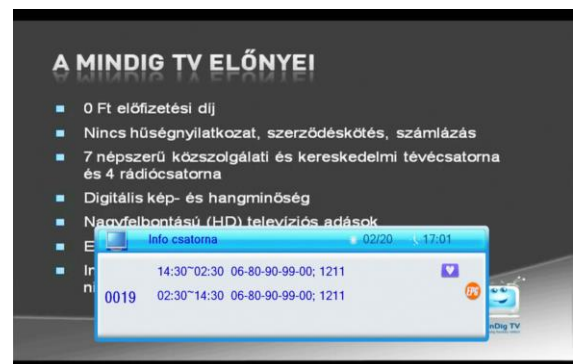 A MINDIG TV ELŐNYEI
0 Ft előfizetési díj
Nincs hűségnyilatkozat, szerződéskötés, számlázás
7 népszerű közszolgálati és kereskedelmi tévécsatorna
és 4 rádiócsatorna
Digitális kép- és hangminőség
Nagyfelbontású (HD) televíziós adások
Info csatorna 02/20 17:01
14:30~02:30 06-80-90-99-00; 1211
0019 02:30~14:30 06-80-90-99-00; 1211
EPG
nDig TV